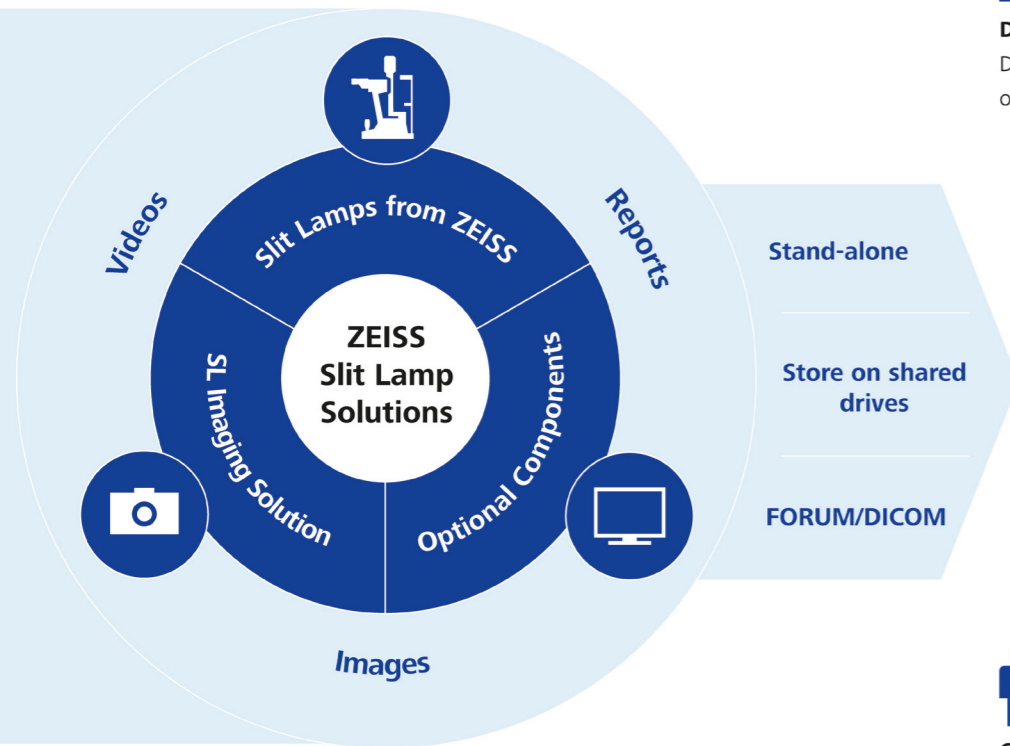 Videos
Reports
Slit Lamps from ZEISS
SL Imaging Solution
Optional Components
ZEISS
Slit Lamp
Solutions
Images
Stand-alone
Store on shared
drives
FORUM/DICOM